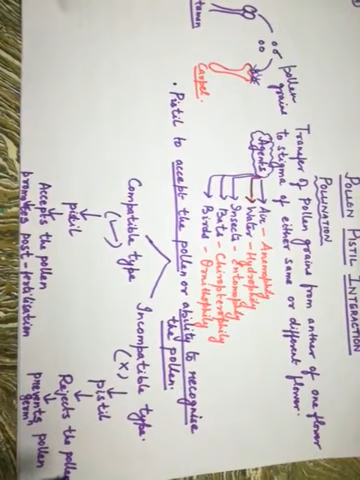 POLLEN PISTIL INTERACTION
POLLINATION
Transfer of pollen grains from anther of one flower
to stigma of either same or different flower.
pollen
grains
stamen
Carpel.
Agents
Air - Anemophily
Water - Hydrophily
Insects - Entomophily
Bats - Chiropterophily
Birds - Ornithophily
• Pistil to accept the pollen or ability to recognise
the pollen.
Compatible type
(✓)
pistil
Accepts the pollen
promotes post-fertilisation
Incompatible type.
(×)
pistil
Rejects the pollen
prevents pollen
germ